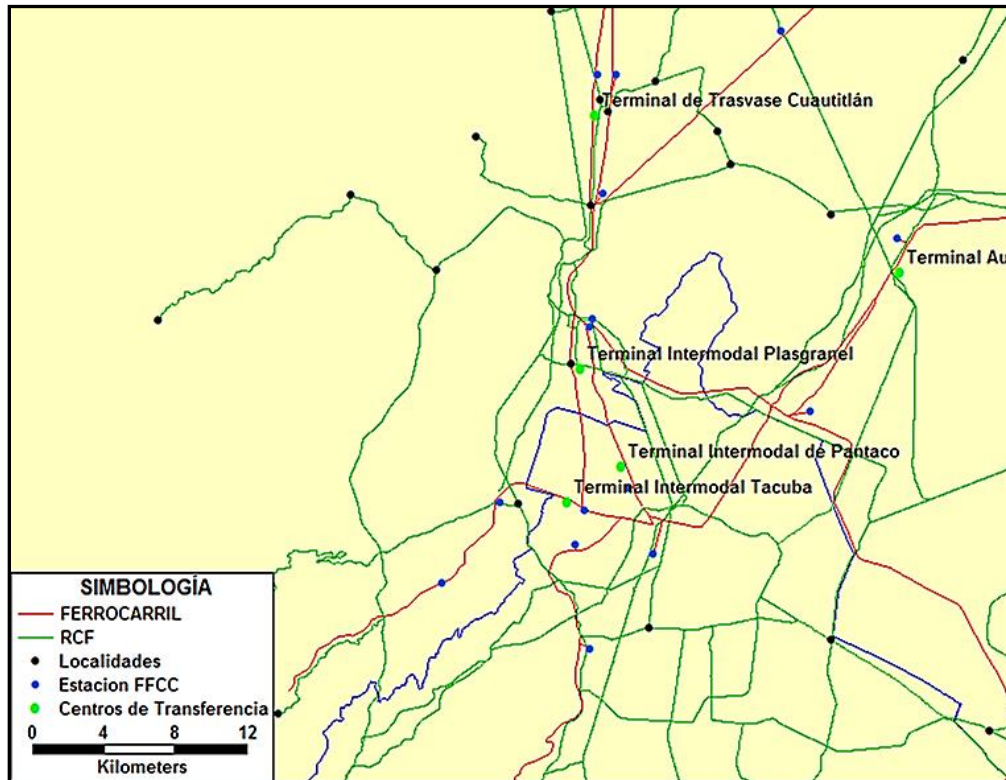 Terminal de Trasvase Cuautitlán
Terminal Au
Terminal Intermodal Plasgranel
Terminal Intermodal de Pantaco
Terminal Intermodal Tacuba
SIMBOLOGÍA
FERROCARRIL
RCF
Localidades
Estacion FFCC
Centros de Transferencia
0 4 8 12
Kilometers